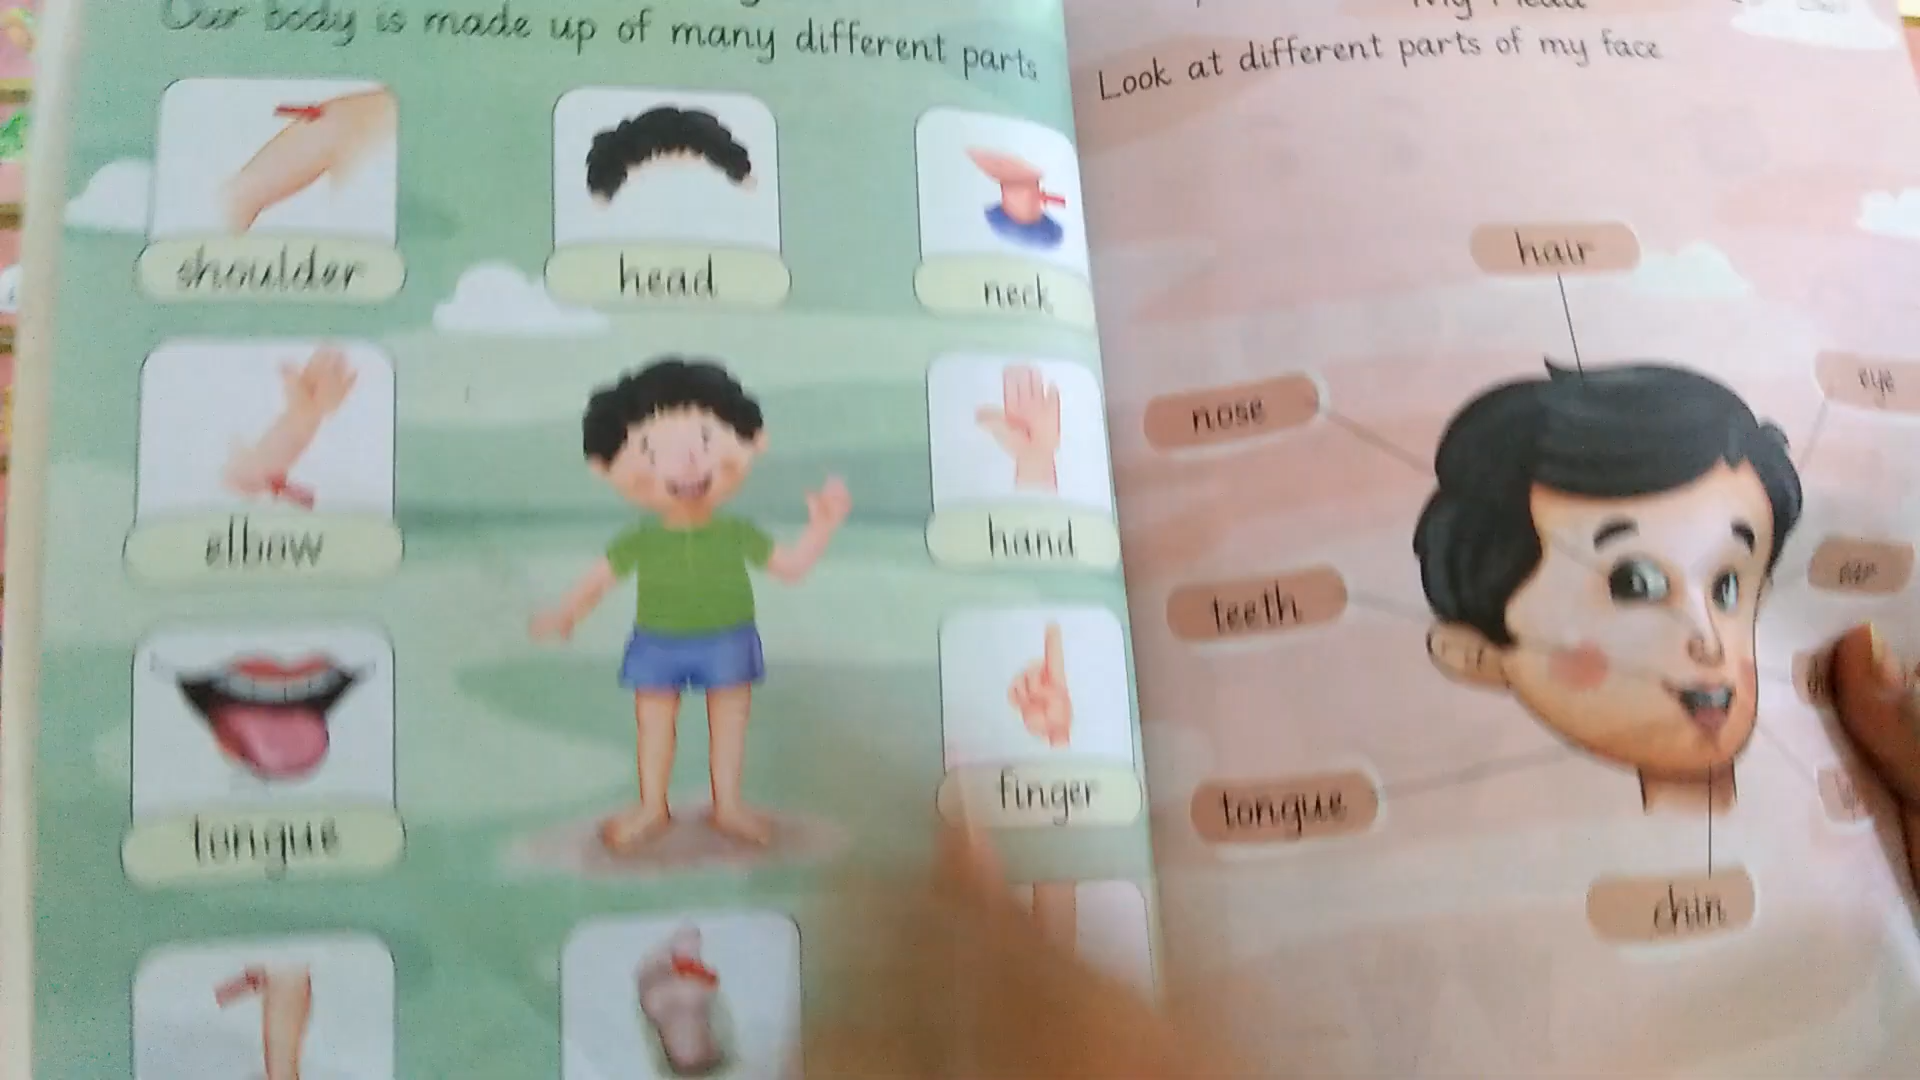 Our body is made up of many different parts
shoulder
head
neck
elbow
hand
tongue
finger
Look at different parts of my face
hair
nose
eye
teeth
ear
tongue
chin